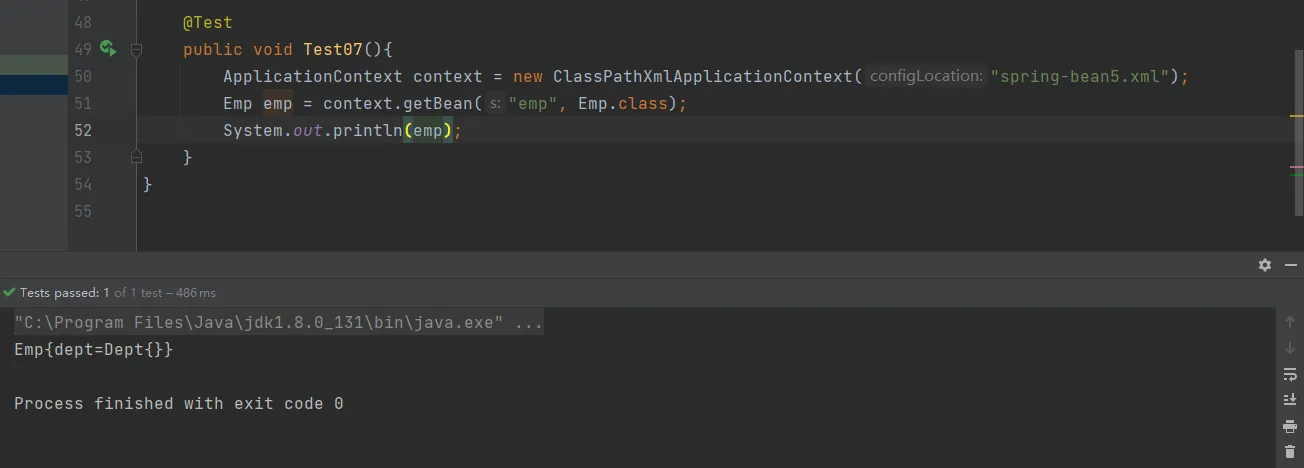 48 @Test
49 public void Test07(){
50 ApplicationContext context = new ClassPathXmlApplicationContext( configLocation: "spring-bean5.xml");
51 Emp emp = context.getBean( s: "emp", Emp.class);
52 System.out.println(emp);
53 }
54 }
55
Tests passed: 1 of 1 test – 486 ms
"C:\Program Files\Java\jdk1.8.0_131\bin\java.exe" ...
Emp{dept=Dept{}}
Process finished with exit code 0